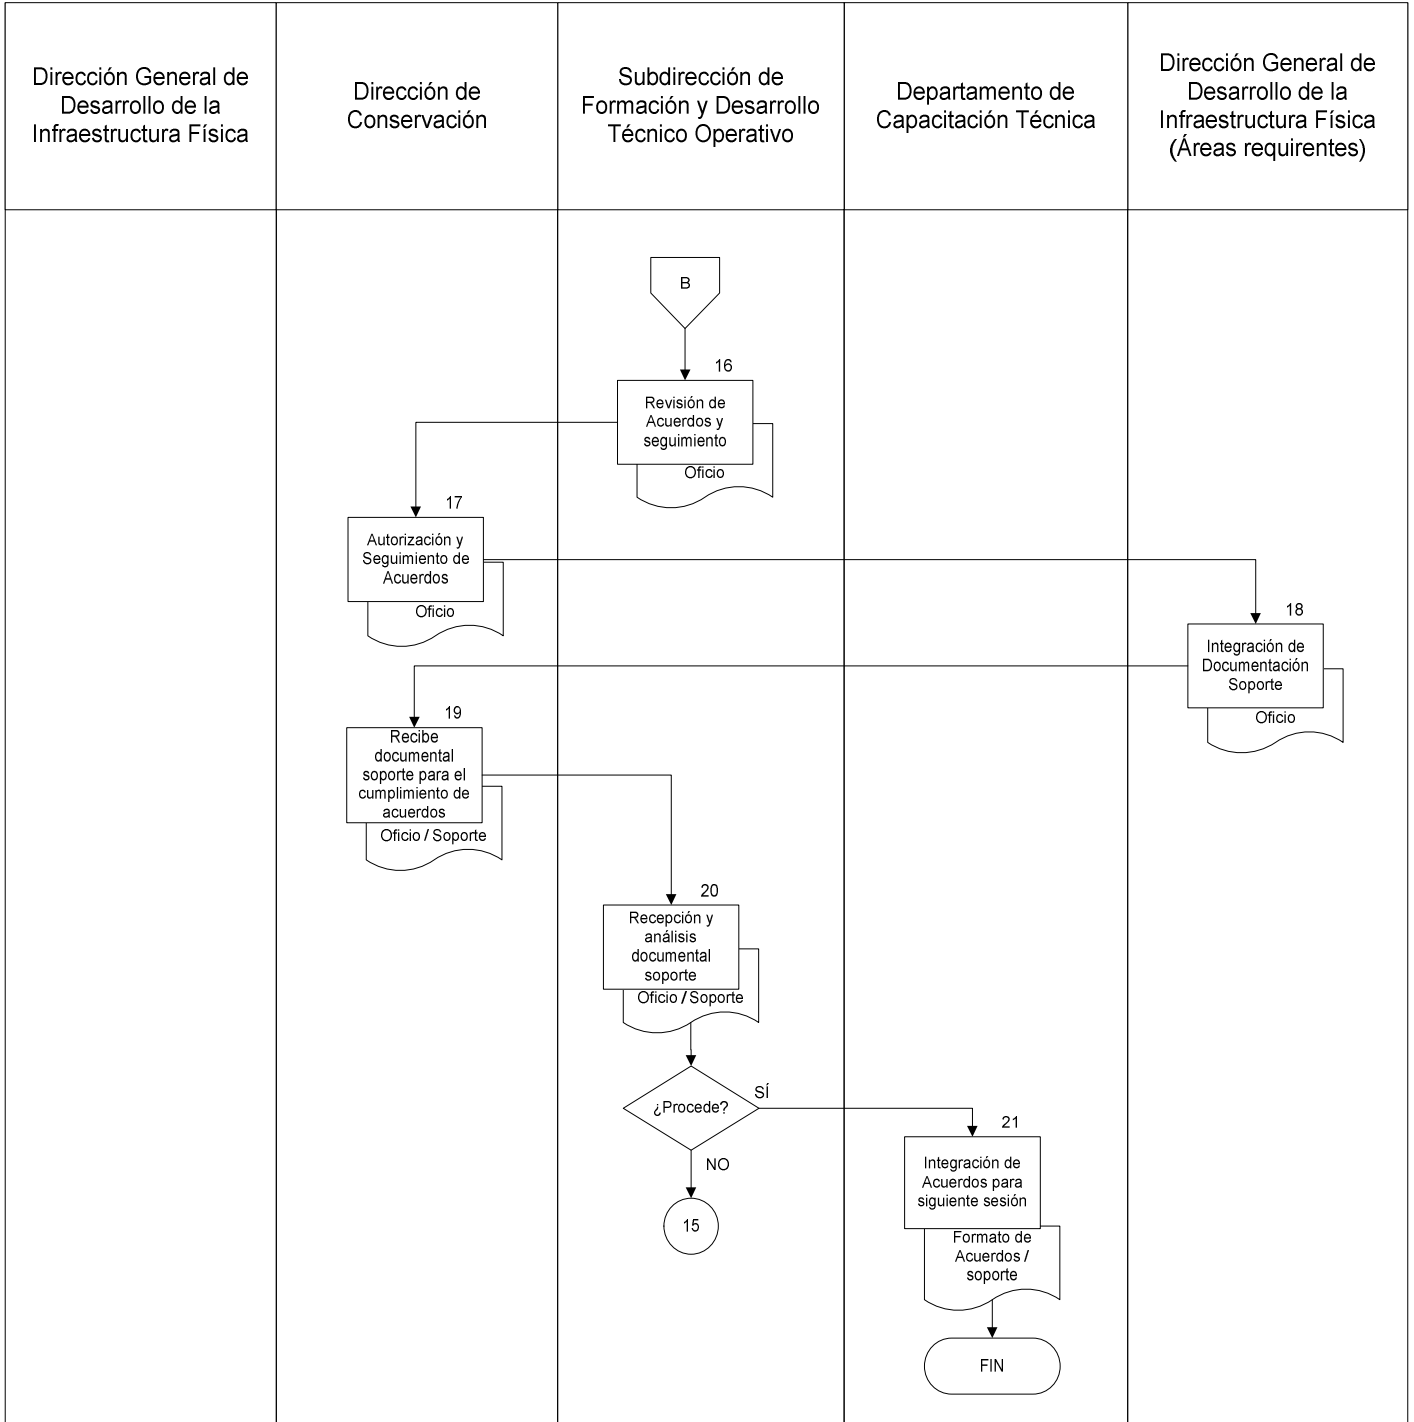 Dirección General de
Desarrollo de la
Infraestructura Física
Dirección de
Conservación
Subdirección de
Formación y Desarrollo
Técnico Operativo
Departamento de
Capacitación Técnica
Dirección General de
Desarrollo de la
Infraestructura Física
(Áreas requirentes)
B
16
Revisión de
Acuerdos y
seguimiento
Oficio
17
Autorización y
Seguimiento de
Acuerdos
Oficio
18
Integración de
Documentación
Soporte
Oficio
19
Recibe
documental
soporte para el
cumplimiento de
acuerdos
Oficio / Soporte
20
Recepción y
análisis
documental
soporte
Oficio / Soporte
¿Procede?
SÍ
NO
15
21
Integración de
Acuerdos para
siguiente sesión
Formato de
Acuerdos /
soporte
FIN